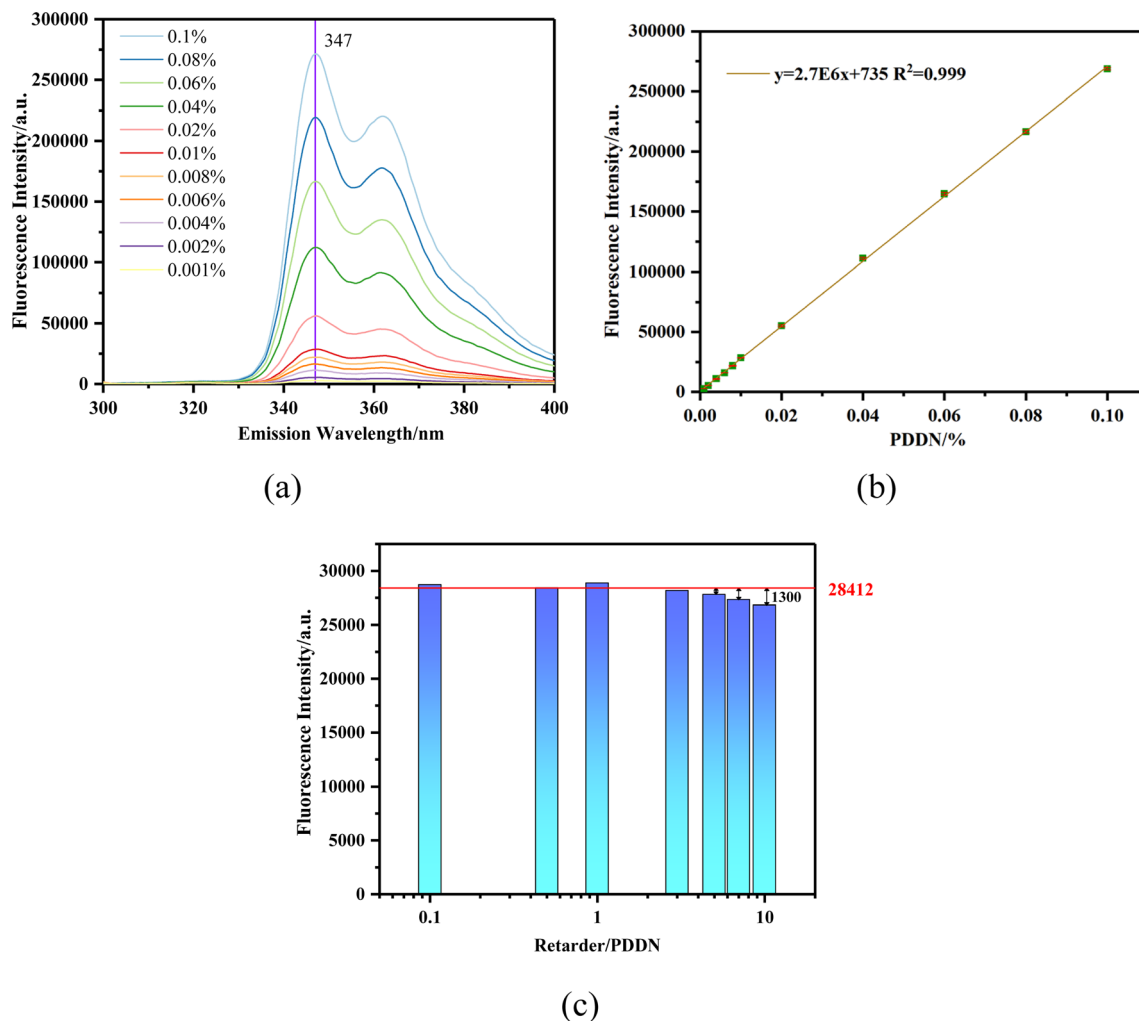 300000
250000
200000
150000
100000
50000
0
Fluorescence Intensity/a.u.
0.1%
0.08%
0.06%
0.04%
0.02%
0.01%
0.008%
0.006%
0.004%
0.002%
0.001%
347
300 320 340 360 380 400
Emission Wavelength/nm
(a)
300000
250000
200000
150000
100000
50000
0
Fluorescence Intensity/a.u.
y=2.7E6x+735 R²=0.999
0.00 0.02 0.04 0.06 0.08 0.10
PDDN/%
(b)
30000
25000
20000
15000
10000
5000
0
Fluorescence Intensity/a.u.
28412
1300
0.1 1 10
Retarder/PDDN
(c)